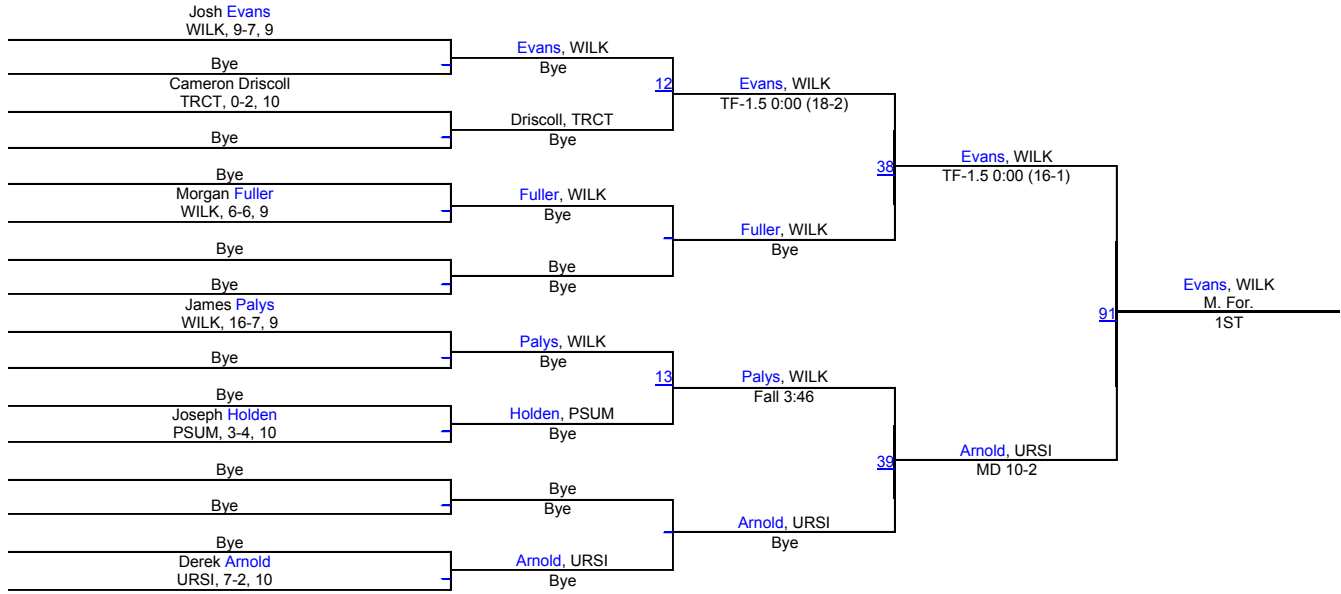 Josh Evans
WILK, 9-7, 9
Bye
Cameron Driscoll
TRCT, 0-2, 10
Bye
Bye
Morgan Fuller
WILK, 6-6, 9
Bye
Bye
James Palys
WILK, 16-7, 9
Bye
Bye
Joseph Holden
PSUM, 3-4, 10
Bye
Bye
Bye
Derek Arnold
URSI, 7-2, 10
Evans, WILK
Bye
Driscoll, TRCT
Bye
Fuller, WILK
Bye
Bye
Bye
Palys, WILK
Bye
Holden, PSUM
Bye
Bye
Bye
Arnold, URSI
Bye
12
13
Evans, WILK
TF-1.5 0:00 (18-2)
Fuller, WILK
Bye
Palys, WILK
Fall 3:46
Arnold, URSI
Bye
38
39
Evans, WILK
TF-1.5 0:00 (16-1)
Arnold, URSI
MD 10-2
91
Evans, WILK
M. For.
1ST